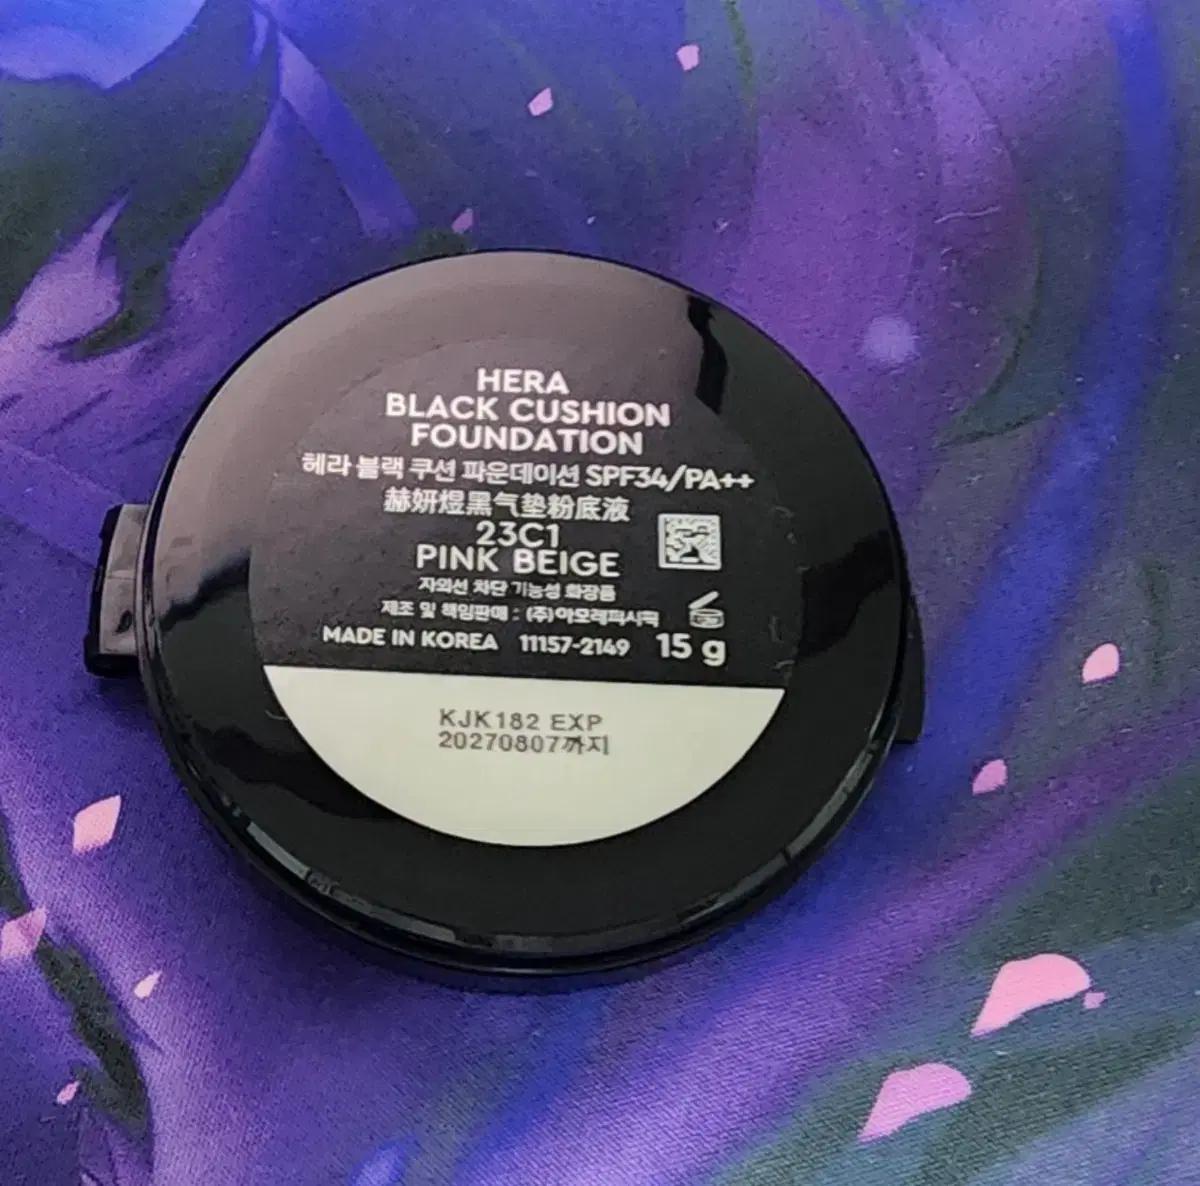 HERA
BLACK CUSHION
FOUNDATION
헤라 블랙 쿠션 파운데이션 SPF34/PA++
赫妍煜黑气垫粉底液
23C1
PINK BEIGE
자외선 차단 기능성 화장품
제조 및 책임판매 : (주)아모레퍼시픽
MADE IN KOREA 11157-2149 15 g
KJK182 EXP
20270807까지